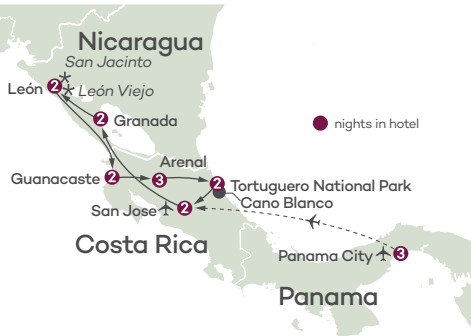 Nicaragua
San Jacinto
León 2
León Viejo
2 Granada
nights in hotel
Arenal
Guanacaste 2
3
2 Tortuguero National Park
Cano Blanco
San Jose 2
Costa Rica
Panama City 3
Panama